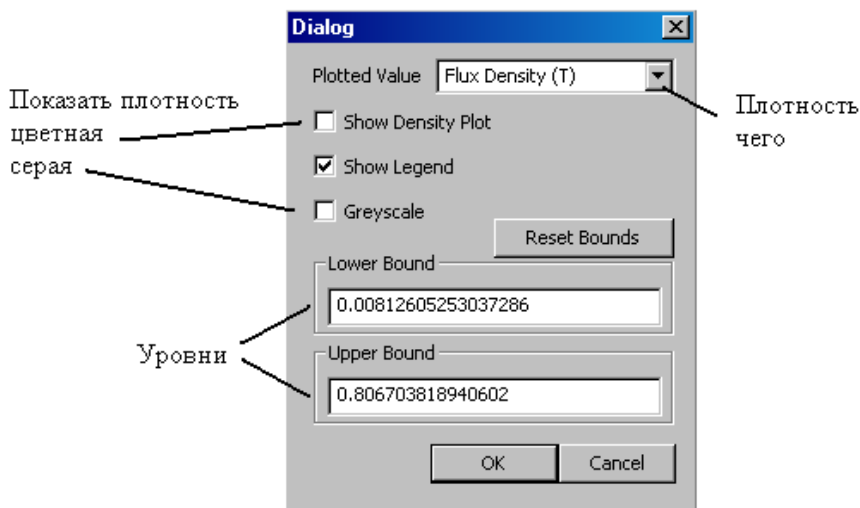 Dialog
Plotted Value Flux Density (T)
Показать плотность
цветная
серая
Плотность
чего
Show Density Plot
Show Legend
Greyscale
Reset Bounds
Lower Bound
0.00812605253037286
Уровни
Upper Bound
0.806703818940602
OK Cancel